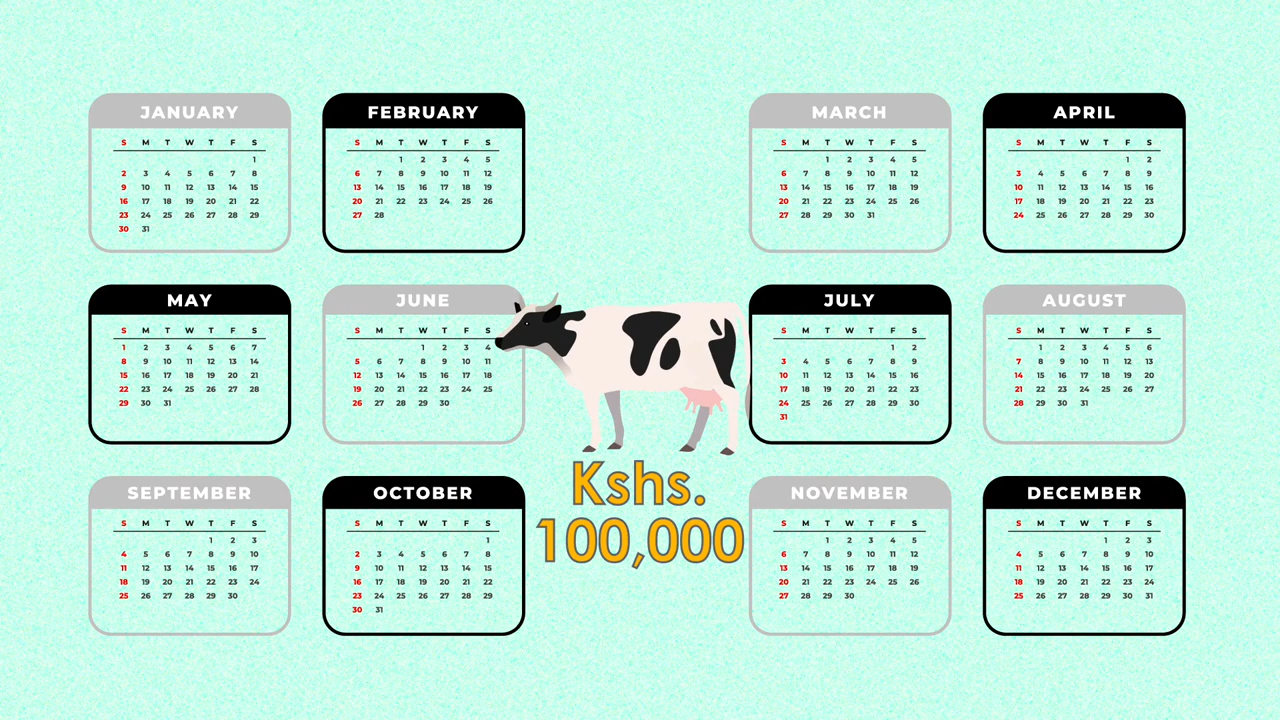 JANUARY
S M T W T F S
1
2 3 4 5 6 7 8
9 10 11 12 13 14 15
16 17 18 19 20 21 22
23 24 25 26 27 28 29
30 31
FEBRUARY
S M T W T F S
1 2 3 4 5
6 7 8 9 10 11 12
13 14 15 16 17 18 19
20 21 22 23 24 25 26
27 28
MARCH
S M T W T F S
1 2 3 4 5
6 7 8 9 10 11 12
13 14 15 16 17 18 19
20 21 22 23 24 25 26
27 28 29 30 31
APRIL
S M T W T F S
1 2
3 4 5 6 7 8 9
10 11 12 13 14 15 16
17 18 19 20 21 22 23
24 25 26 27 28 29 30
MAY
S M T W T F S
1 2 3 4 5 6 7
8 9 10 11 12 13 14
15 16 17 18 19 20 21
22 23 24 25 26 27 28
29 30 31
JUNE
S M T W T F S
1 2 3 4
5 6 7 8 9 10 11
12 13 14 15 16 17 18
19 20 21 22 23 24 25
26 27 28 29 30
JULY
S M T W T F S
1 2
3 4 5 6 7 8 9
10 11 12 13 14 15 16
17 18 19 20 21 22 23
24 25 26 27 28 29 30
31
AUGUST
S M T W T F S
1 2 3 4 5 6
7 8 9 10 11 12 13
14 15 16 17 18 19 20
21 22 23 24 25 26 27
28 29 30 31
Kshs.
100,000
SEPTEMBER
S M T W T F S
1 2 3
4 5 6 7 8 9 10
11 12 13 14 15 16 17
18 19 20 21 22 23 24
25 26 27 28 29 30
OCTOBER
S M T W T F S
1
2 3 4 5 6 7 8
9 10 11 12 13 14 15
16 17 18 19 20 21 22
23 24 25 26 27 28 29
30 31
NOVEMBER
S M T W T F S
1 2 3 4 5
6 7 8 9 10 11 12
13 14 15 16 17 18 19
20 21 22 23 24 25 26
27 28 29 30
DECEMBER
S M T W T F S
1 2 3
4 5 6 7 8 9 10
11 12 13 14 15 16 17
18 19 20 21 22 23 24
25 26 27 28 29 30 31